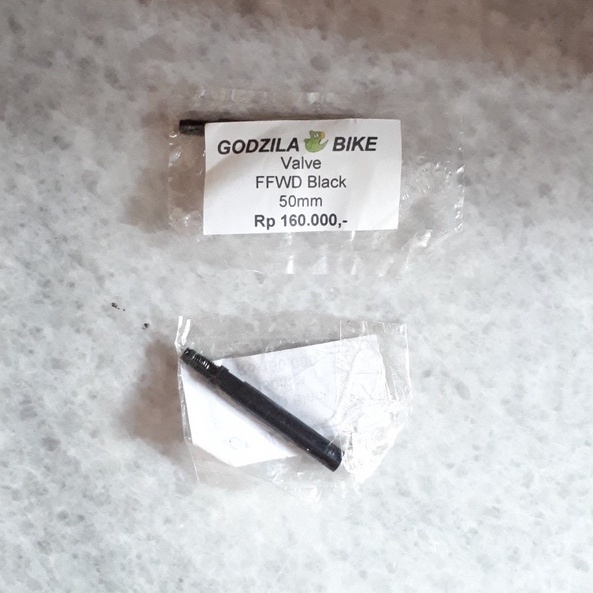 GODZILA BIKE
Valve
FFWD Black
50mm
Rp 160.000,-